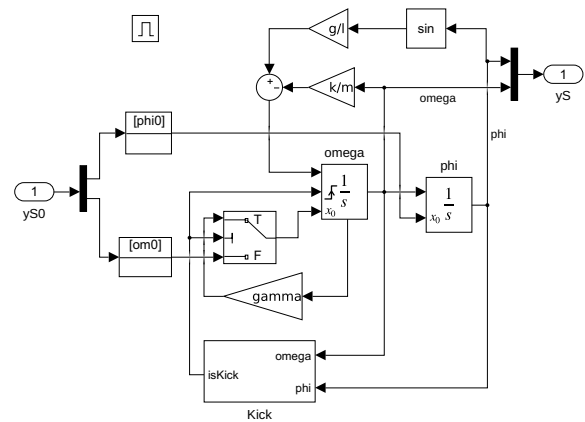 g/l
sin
+
−
k/m
1
yS
omega
[phi0]
phi
1
yS0
omega
phi
1
s
x0
1
s
x0
T
F
[om0]
gamma
omega
isKick
phi
Kick